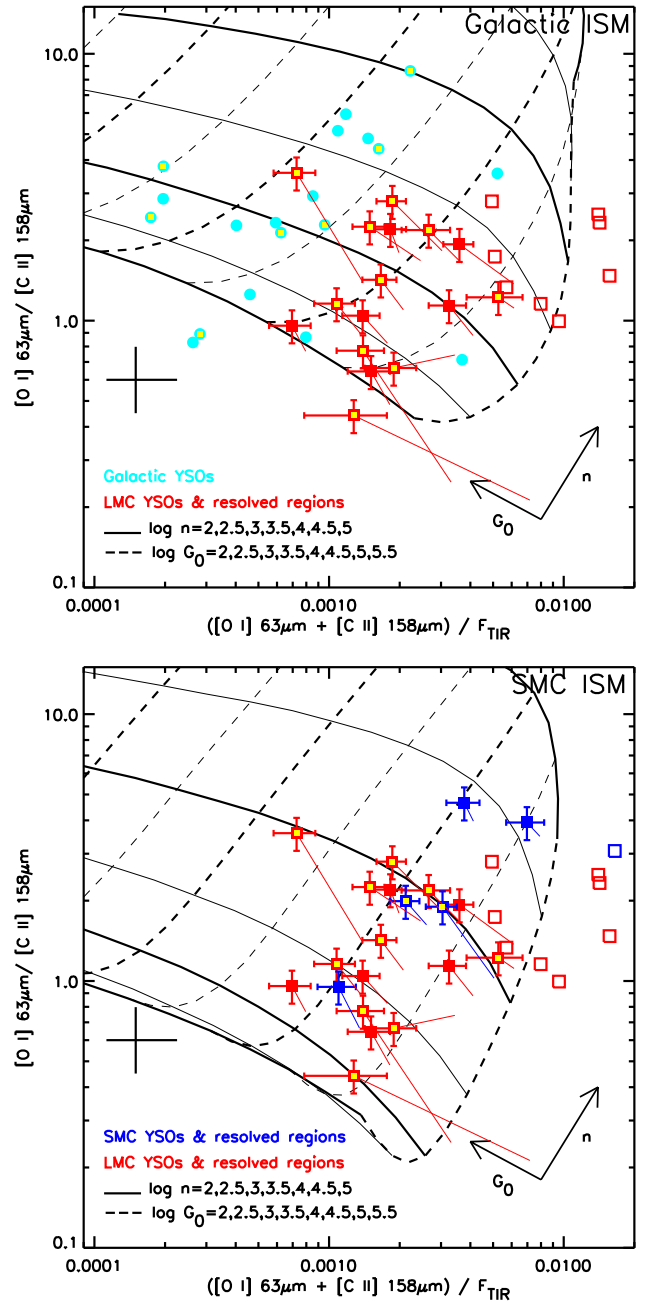 Galactic ISM
10.0
1.0
0.1
[O I] 63μm/ [C II] 158μm
n
G0
Galactic YSOs
LMC YSOs & resolved regions
log n=2,2.5,3,3.5,4,4.5,5
log G0=2,2.5,3,3.5,4,4.5,5,5.5
0.0001 0.0010 0.0100
([O I] 63μm + [C II] 158μm) / FTIR
SMC ISM
10.0
1.0
0.1
[O I] 63μm/ [C II] 158μm
n
G0
SMC YSOs & resolved regions
LMC YSOs & resolved regions
log n=2,2.5,3,3.5,4,4.5,5
log G0=2,2.5,3,3.5,4,4.5,5,5.5
0.0001 0.0010 0.0100
([O I] 63μm + [C II] 158μm) / FTIR